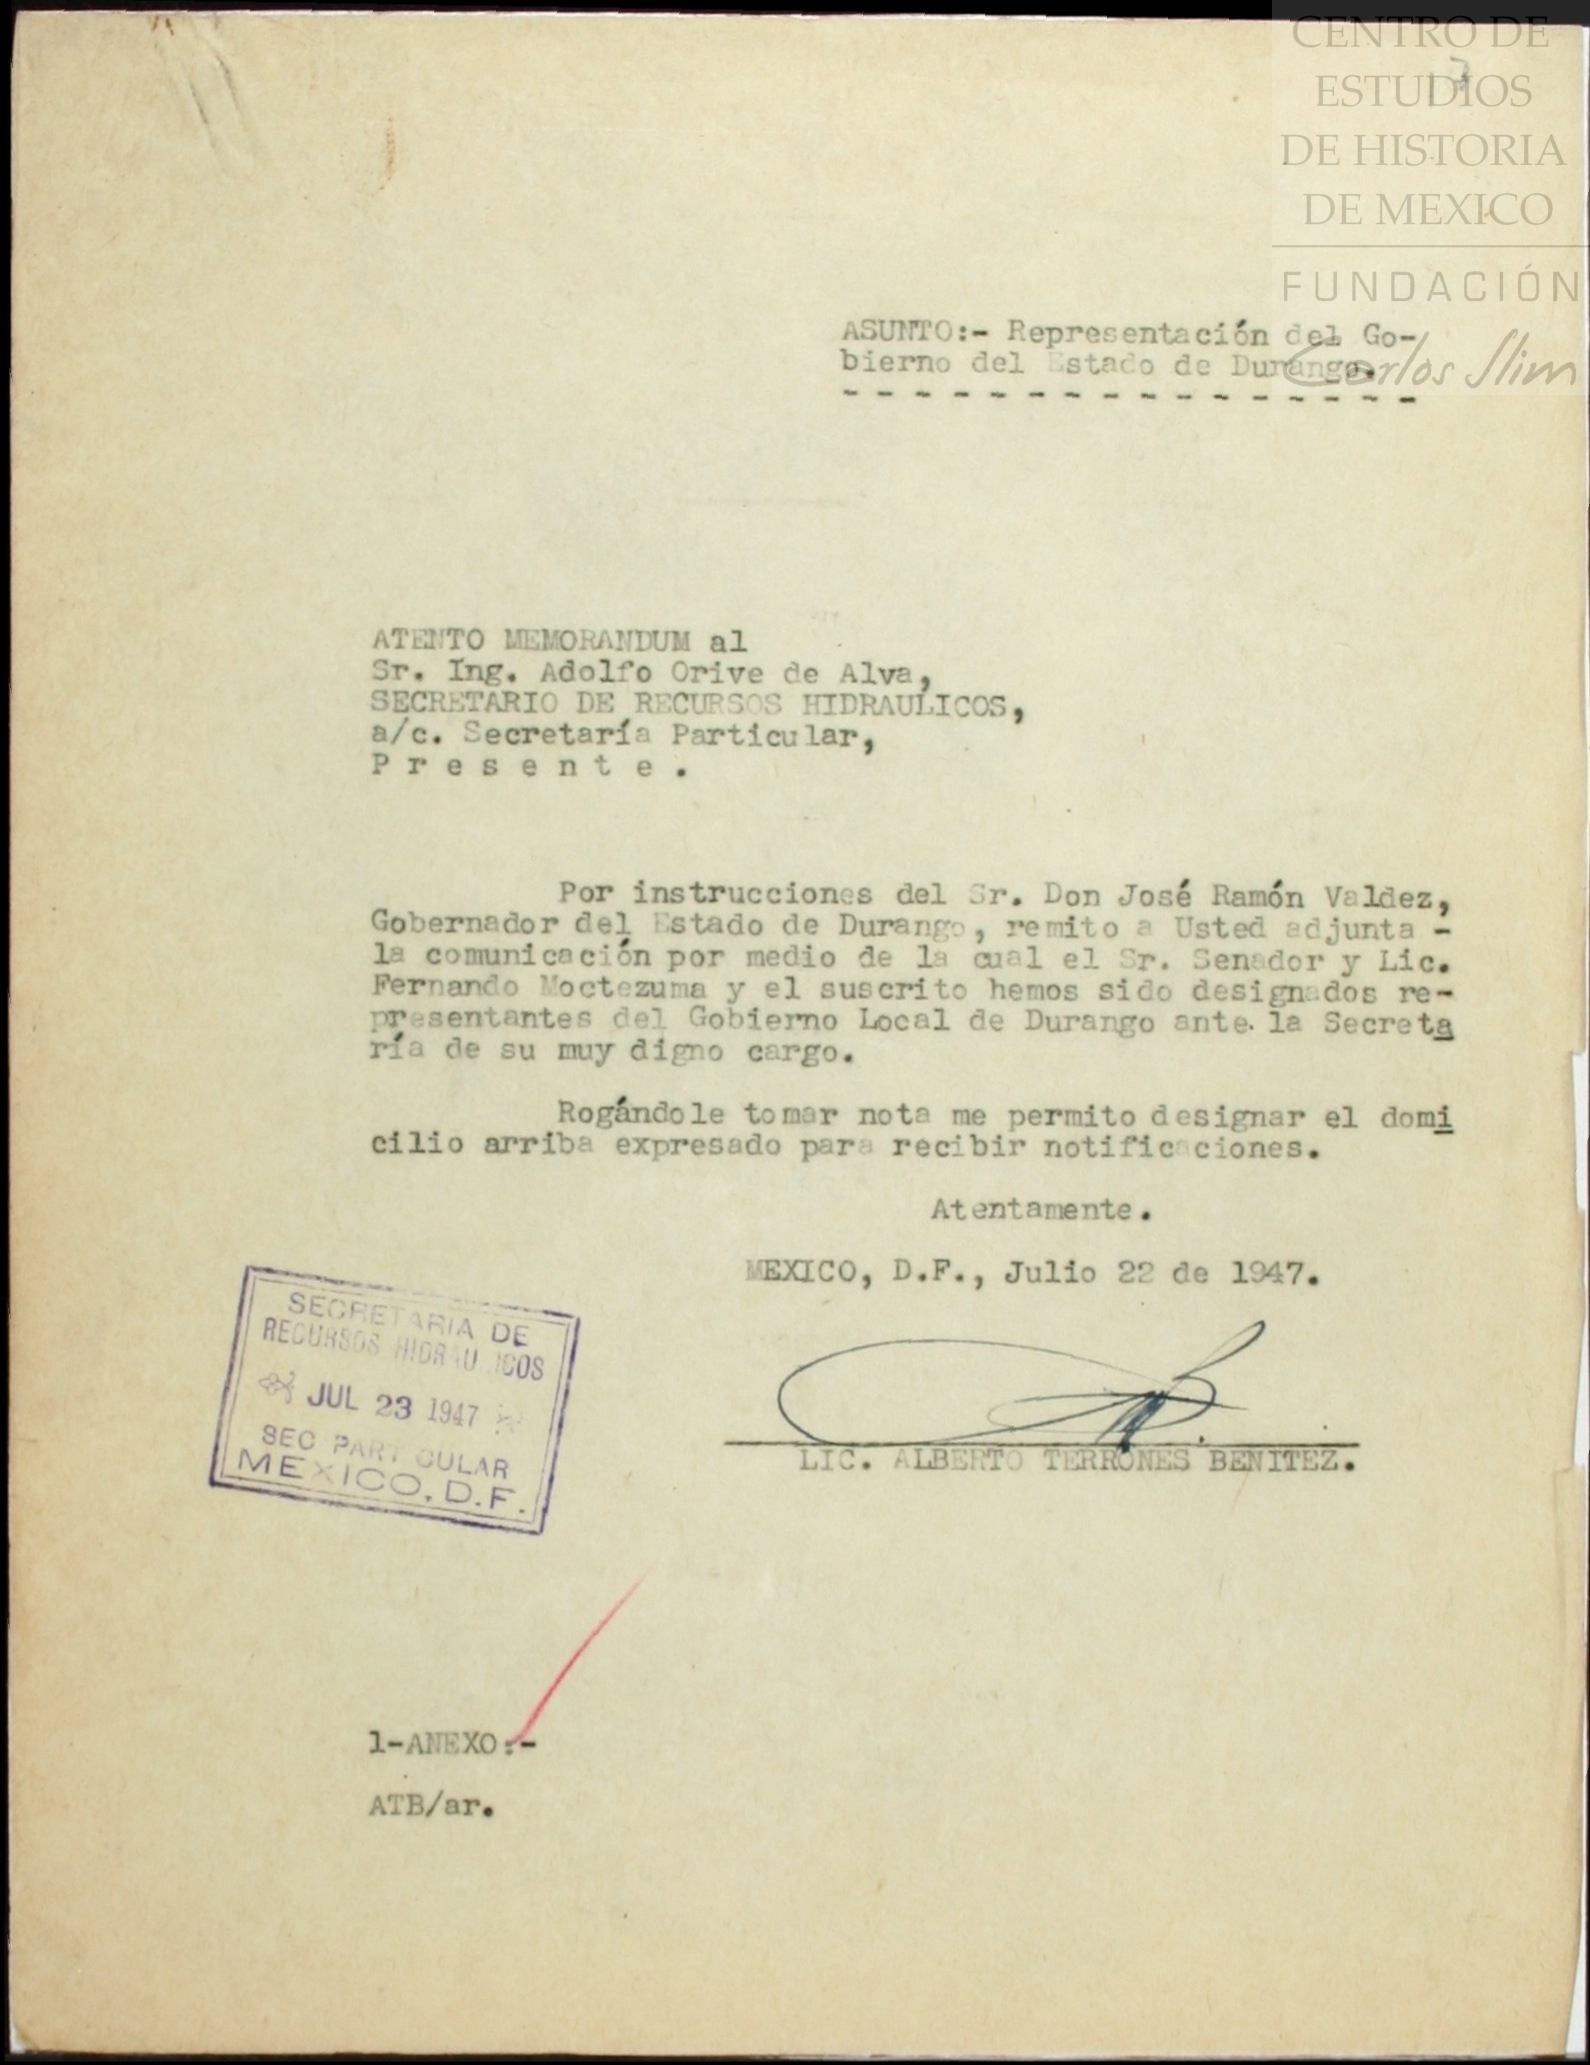 CENTRO DE
ESTUDIOS
DE HISTORIA
DE MEXICO
FUNDACIÓN
Carlos Slim
ASUNTO:- Representación del Go-
bierno del Estado de Durango.
- - - - - - - - - - - - - - - -
ATENTO MEMORANDUM al
Sr. Ing. Adolfo Orive de Alva,
SECRETARIO DE RECURSOS HIDRAULICOS,
a/c. Secretaría Particular,
P r e s e n t e .
Por instrucciones del Sr. Don José Ramón Valdez,
Gobernador del Estado de Durango, remito a Usted adjunta -
la comunicación por medio de la cual el Sr. Senador y Lic.
Fernando Moctezuma y el suscrito hemos sido designados re-
presentantes del Gobierno Local de Durango ante la Secreta
ría de su muy digno cargo.
Rogándole tomar nota me permito designar el domi
cilio arriba expresado para recibir notificaciones.
Atentamente.
MEXICO, D.F., Julio 22 de 1947.
LIC. ALBERTO TERRONES BENITEZ.
SECRETARIA DE
RECURSOS HIDRAULICOS
JUL 23 1947
SEC PARTICULAR
MEXICO, D.F.
1-ANEXO:-
ATB/ar.